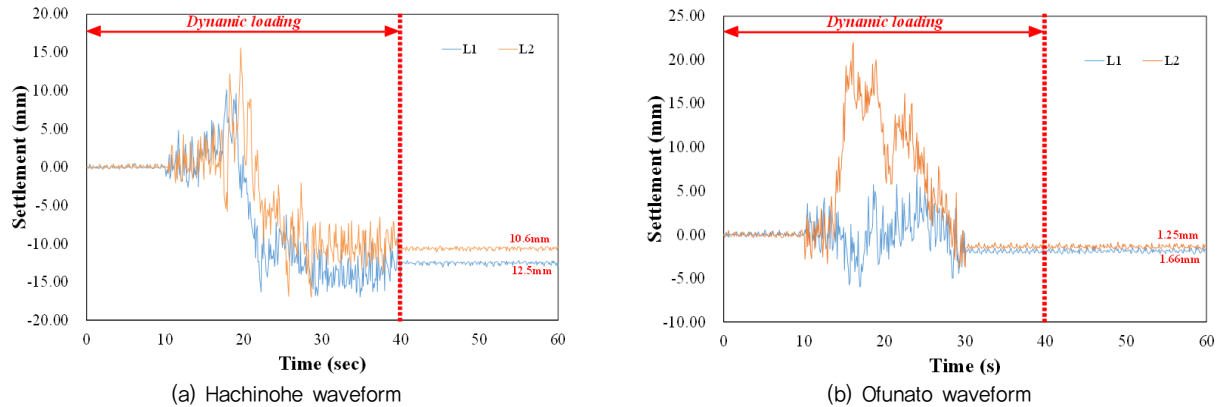 20.00
15.00
10.00
5.00
0.00
-5.00
-10.00
-15.00
-20.00
Settlement (mm)
Dynamic loading
L1 L2
10.6mm
12.5mm
0 10 20 30 40 50 60
Time (sec)
(a) Hachinohe waveform
25.00
20.00
15.00
10.00
5.00
0.00
-5.00
-10.00
Settlement (mm)
Dynamic loading
L1 L2
1.25mm
1.66mm
0 10 20 30 40 50 60
Time (s)
(b) Ofunato waveform